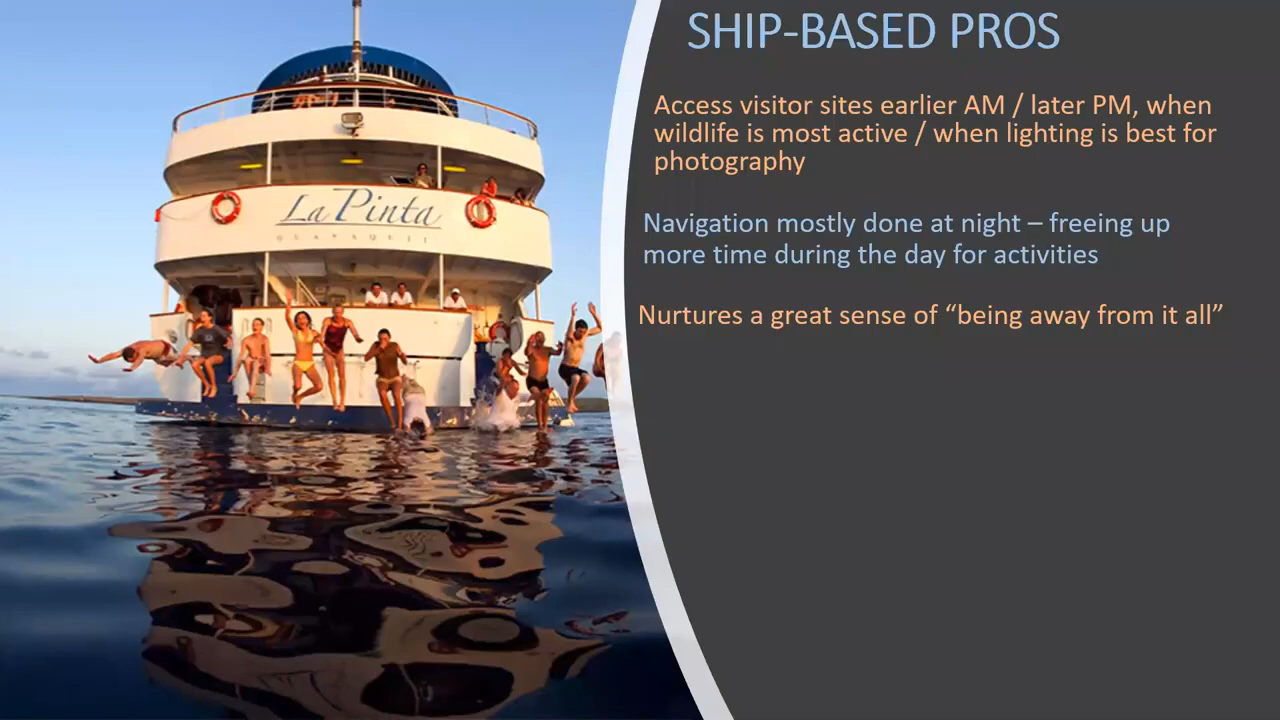 SHIP-BASED PROS
Access visitor sites earlier AM / later PM, when
wildlife is most active / when lighting is best for
photography
Navigation mostly done at night – freeing up
more time during the day for activities
Nurtures a great sense of “being away from it all”
La Pinta
GUAYAQUIL